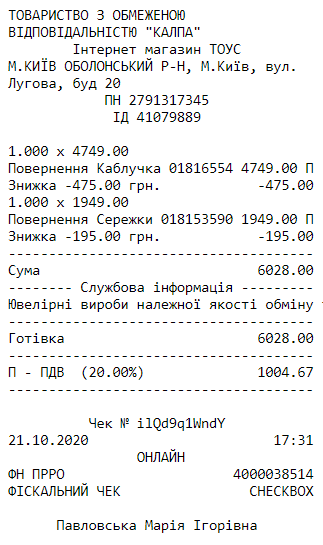 ТОВАРИСТВО З ОБМЕЖЕНОЮ
ВІДПОВІДАЛЬНІСТЮ "КАЛПА"
Інтернет магазин ТОУС
М.КИЇВ ОБОЛОНСЬКИЙ Р-Н, М.Київ, вул.
Лугова, буд 20
ПН 2791317345
ІД 41079889
1.000 x 4749.00
Повернення Каблучка 01816554 4749.00 П
Знижка -475.00 грн. -475.00
1.000 x 1949.00
Повернення Сережки 018153590 1949.00 П
Знижка -195.00 грн. -195.00
--------------------------------------
Сума 6028.00
-------- Службова інформація ---------
Ювелірні вироби належної якості обміну
--------------------------------------
Готівка 6028.00
--------------------------------------
П - ПДВ (20.00%) 1004.67
--------------------------------------
Чек № ilQd9q1WndY
21.10.2020 17:31
ОНЛАЙН
ФН ПРРО 4000038514
ФІСКАЛЬНИЙ ЧЕК CHECKBOX
Павловська Марія Ігорівна